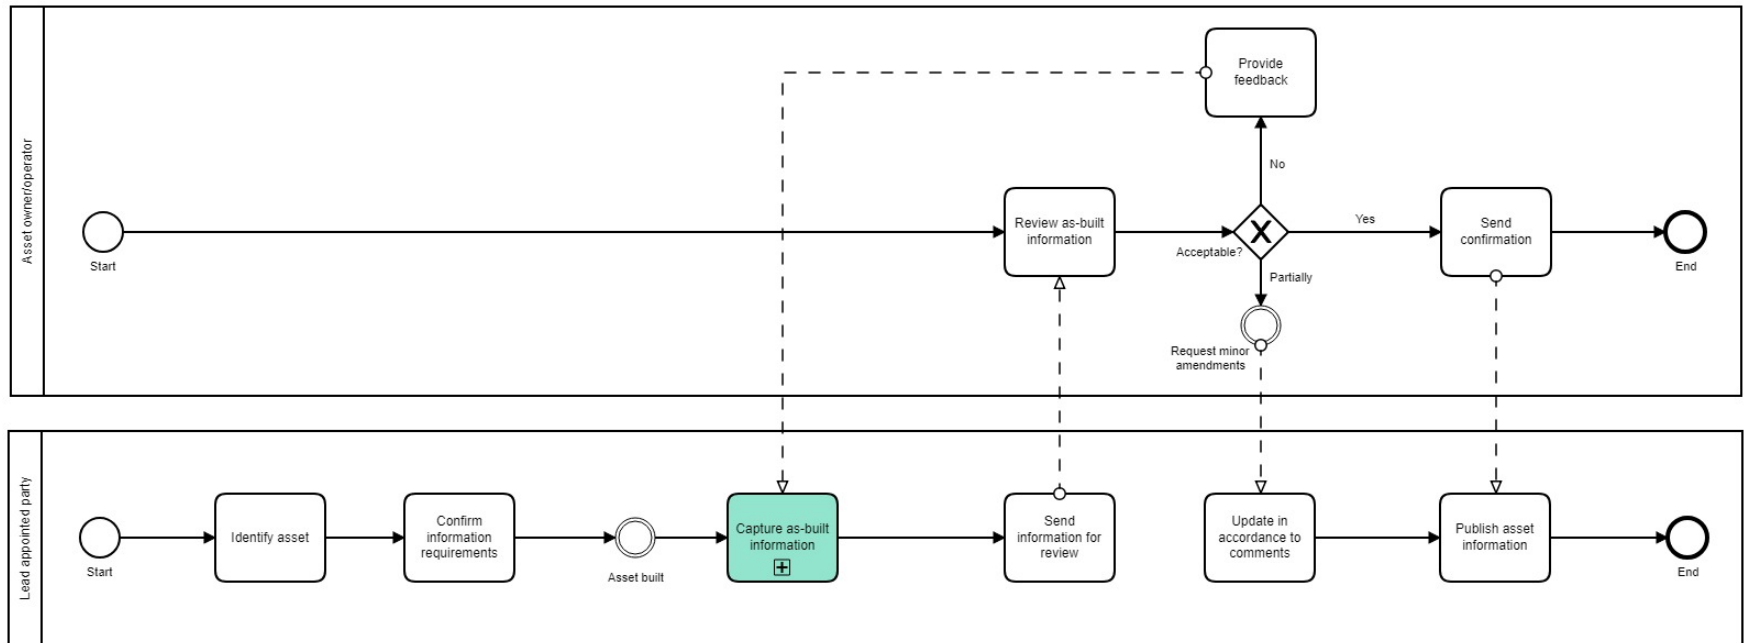 Asset owner/operator
Provide
feedback
No
Start
Review as-built
information
Acceptable?
Yes
Send
confirmation
End
Partially
Request minor
amendments
Lead appointed party
Start
Identify asset
Confirm
information
requirements
Asset built
Capture as-built
information
Send
information for
review
Update in
accordance to
comments
Publish asset
information
End